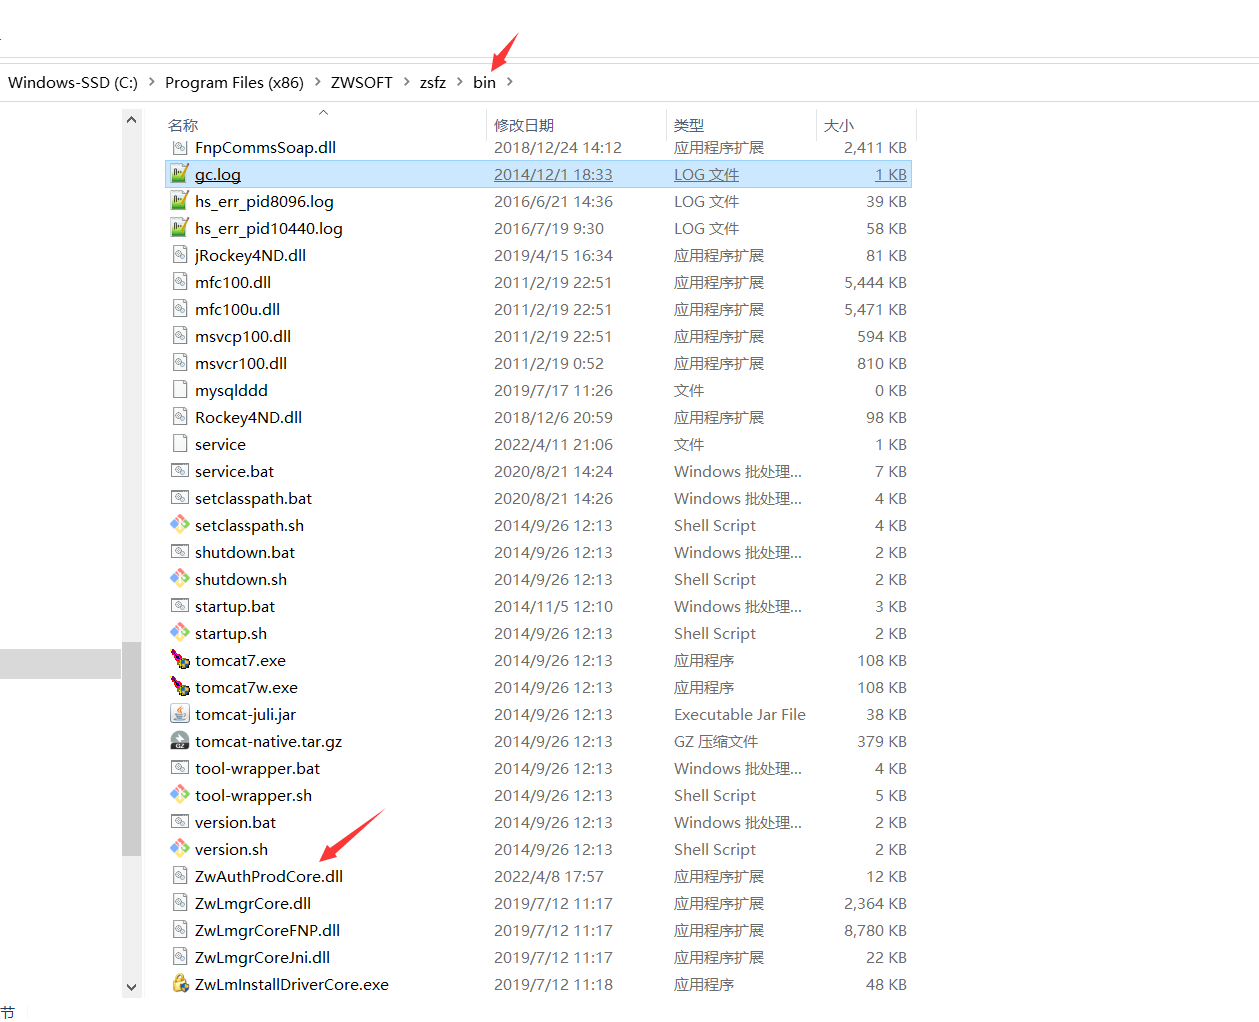 Windows-SSD (C:) > Program Files (x86) > ZWSOFT > zsfz > bin >
名称 修改日期 类型 大小
FnpCommsSoap.dll 2018/12/24 14:12 应用程序扩展 2,411 KB
gc.log 2014/12/1 18:33 LOG 文件 1 KB
hs_err_pid8096.log 2016/6/21 14:36 LOG 文件 39 KB
hs_err_pid10440.log 2016/7/19 9:30 LOG 文件 58 KB
jRockey4ND.dll 2019/4/15 16:34 应用程序扩展 81 KB
mfc100.dll 2011/2/19 22:51 应用程序扩展 5,444 KB
mfc100u.dll 2011/2/19 22:51 应用程序扩展 5,471 KB
msvcp100.dll 2011/2/19 22:51 应用程序扩展 594 KB
msvcr100.dll 2011/2/19 0:52 应用程序扩展 810 KB
mysqlddd 2019/7/17 11:26 文件 0 KB
Rockey4ND.dll 2018/12/6 20:59 应用程序扩展 98 KB
service 2022/4/11 21:06 文件 1 KB
service.bat 2020/8/21 14:24 Windows 批处理... 7 KB
setclasspath.bat 2020/8/21 14:26 Windows 批处理... 4 KB
setclasspath.sh 2014/9/26 12:13 Shell Script 4 KB
shutdown.bat 2014/9/26 12:13 Windows 批处理... 2 KB
shutdown.sh 2014/9/26 12:13 Shell Script 2 KB
startup.bat 2014/11/5 12:10 Windows 批处理... 3 KB
startup.sh 2014/9/26 12:13 Shell Script 2 KB
tomcat7.exe 2014/9/26 12:13 应用程序 108 KB
tomcat7w.exe 2014/9/26 12:13 应用程序 108 KB
tomcat-juli.jar 2014/9/26 12:13 Executable Jar File 38 KB
tomcat-native.tar.gz 2014/9/26 12:13 GZ 压缩文件 379 KB
tool-wrapper.bat 2014/9/26 12:13 Windows 批处理... 4 KB
tool-wrapper.sh 2014/9/26 12:13 Shell Script 5 KB
version.bat 2014/9/26 12:13 Windows 批处理... 2 KB
version.sh 2014/9/26 12:13 Shell Script 2 KB
ZwAuthProdCore.dll 2022/4/8 17:57 应用程序扩展 12 KB
ZwLmgrCore.dll 2019/7/12 11:17 应用程序扩展 2,364 KB
ZwLmgrCoreFNP.dll 2019/7/12 11:17 应用程序扩展 8,780 KB
ZwLmgrCoreJni.dll 2019/7/12 11:17 应用程序扩展 22 KB
ZwLmInstallDriverCore.exe 2019/7/12 11:18 应用程序 48 KB
节